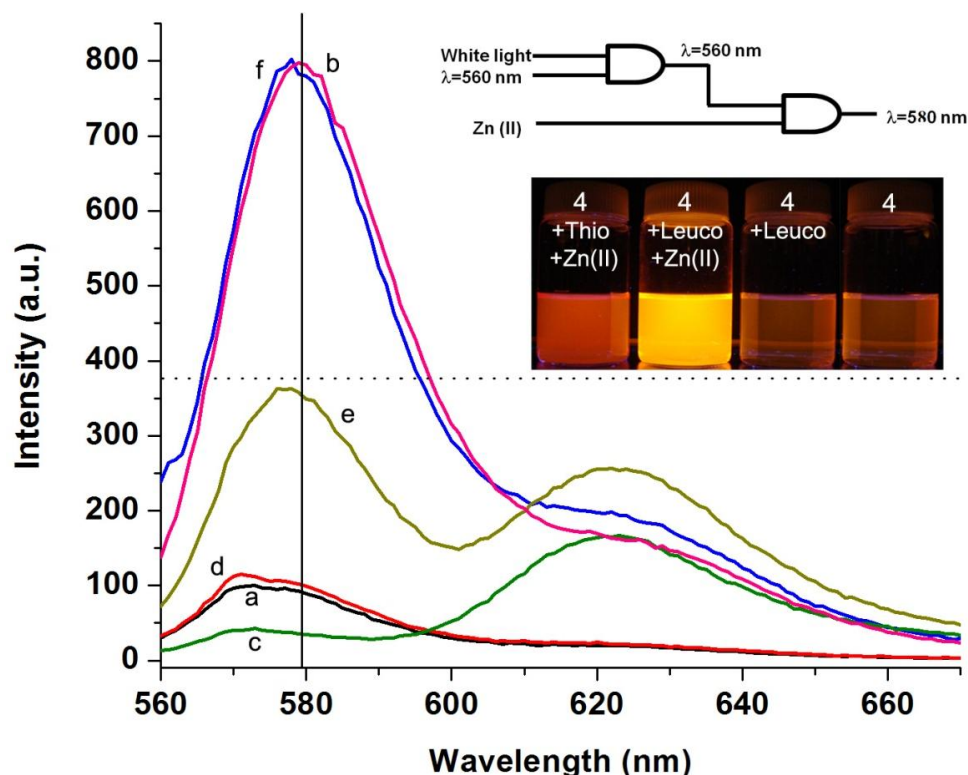 800
700
600
500
400
300
200
100
0
Intensity (a.u.)
560
580
600
620
640
660
Wavelength (nm)
f
b
e
d
a
c
White light
λ=560 nm
Zn (II)
λ=560 nm
λ=580 nm
4
+Thio
+Zn(II)
4
+Leuco
+Zn(II)
4
+Leuco
4